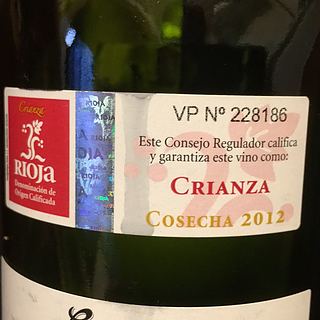 Crianza
RIOJA
Denominación de
Origen Calificada
RIOJA
VP Nº 228186
Este Consejo Regulador califica
y garantiza este vino como:
CRIANZA
COSECHA 2012